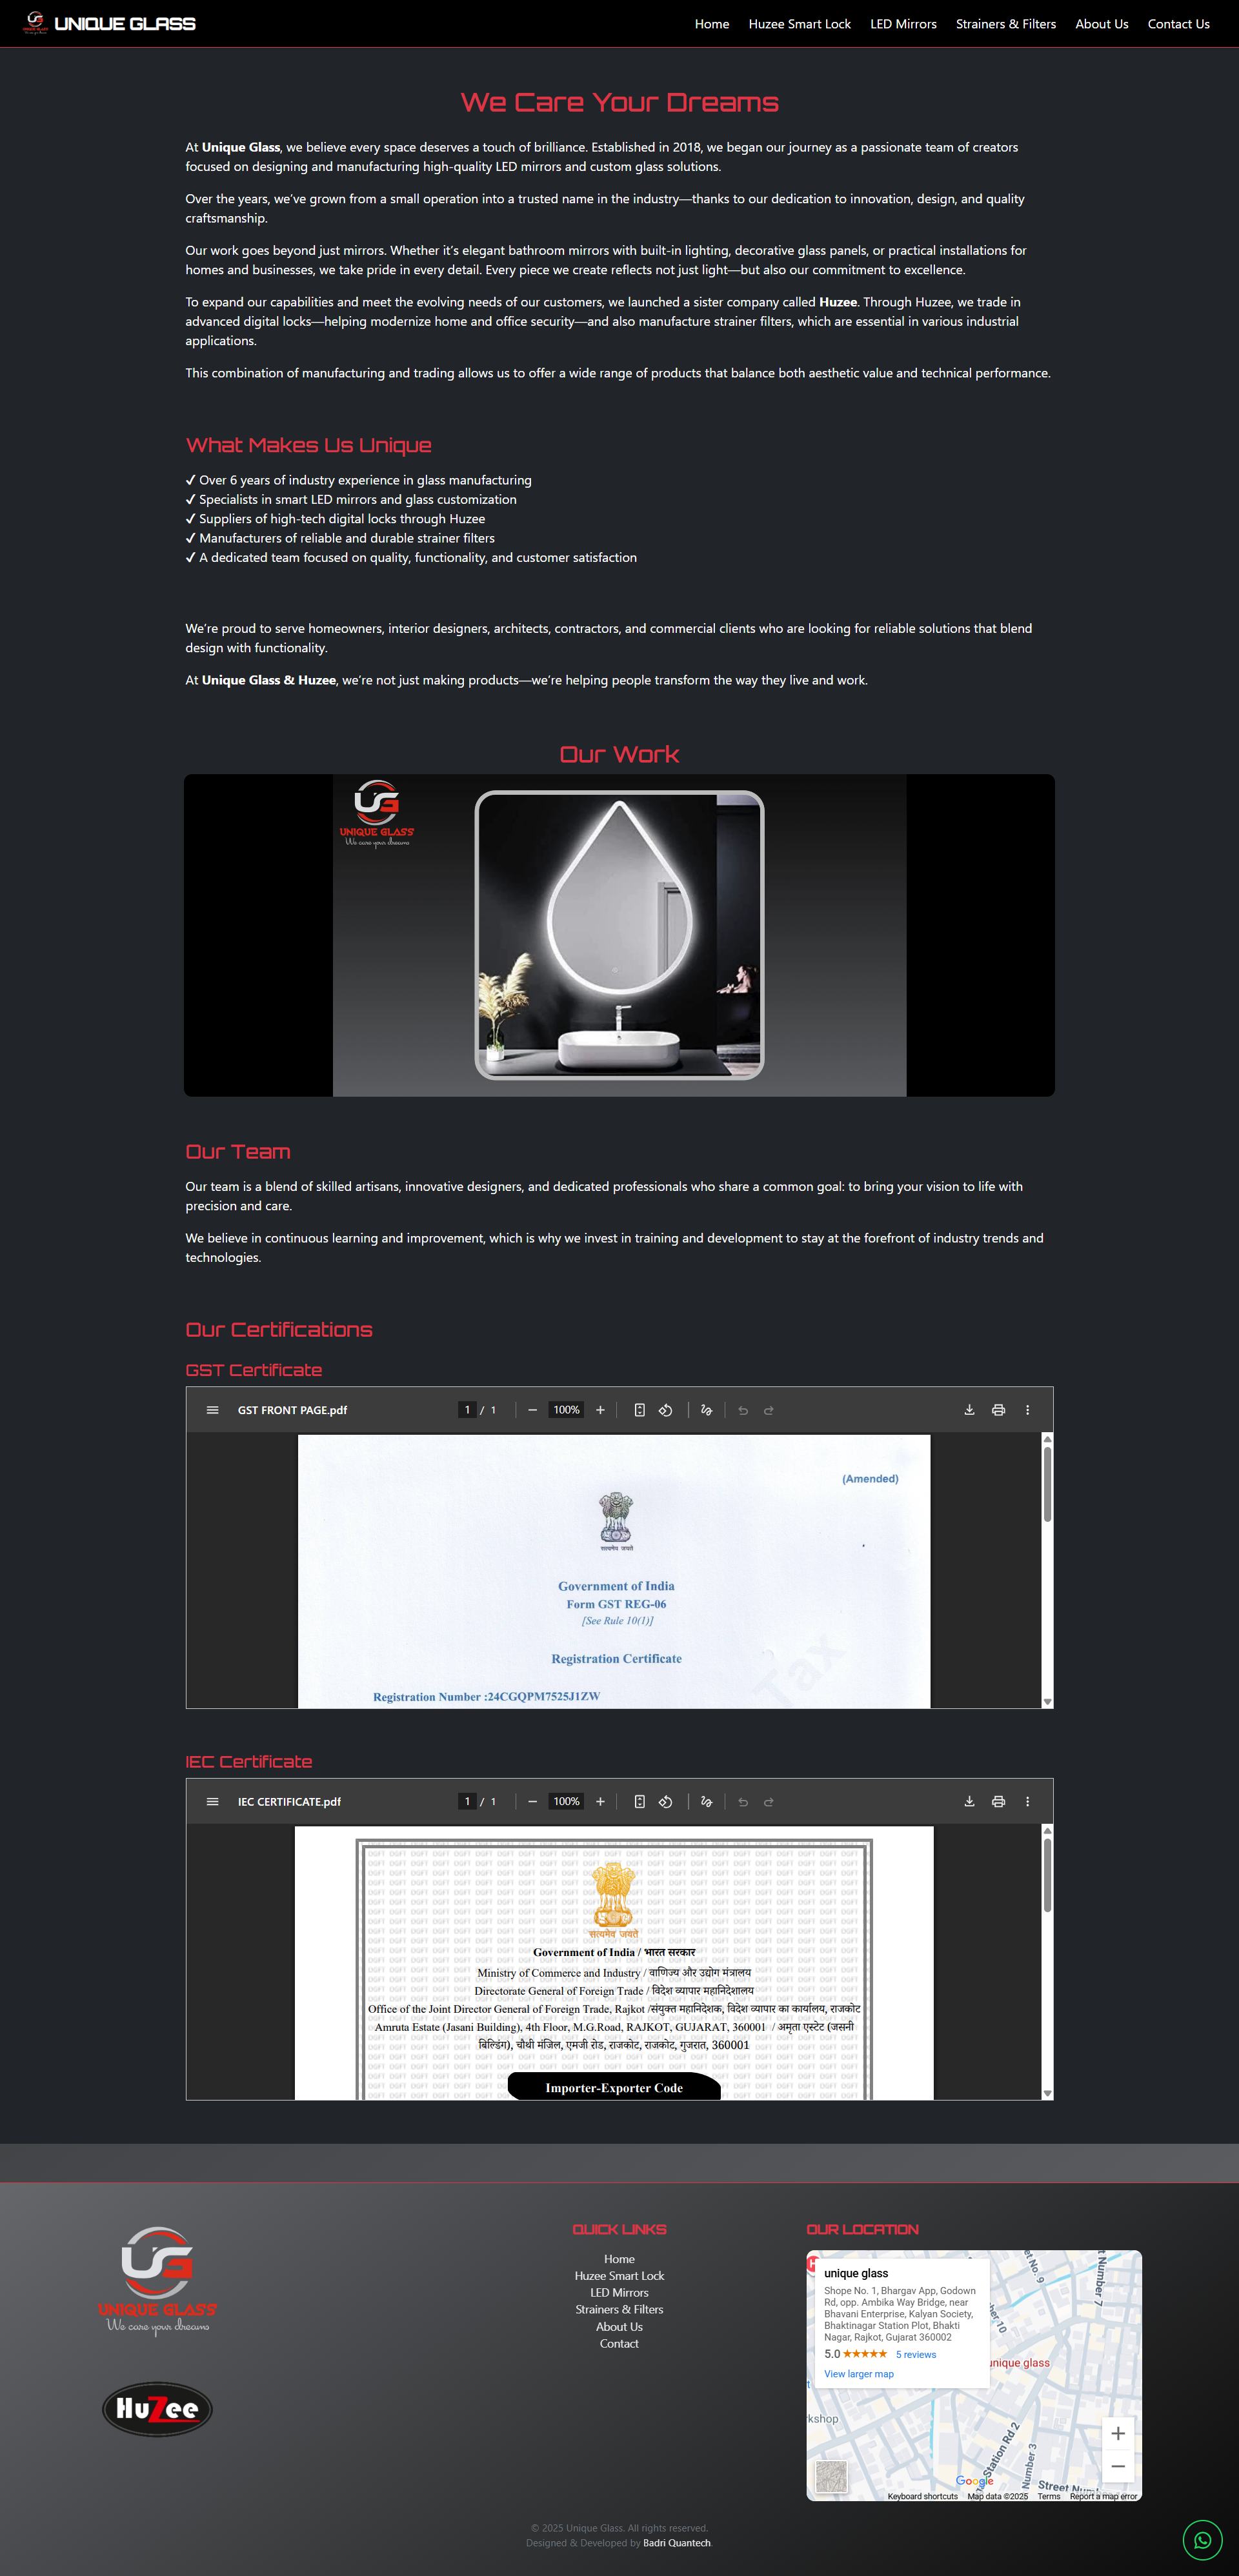 UNIQUE GLASS
Home Huzee Smart Lock LED Mirrors Strainers & Filters About Us Contact Us
We Care Your Dreams
At Unique Glass, we believe every space deserves a touch of brilliance. Established in 2018, we began our journey as a passionate team of creators
focused on designing and manufacturing high-quality LED mirrors and custom glass solutions.
Over the years, we’ve grown from a small operation into a trusted name in the industry—thanks to our dedication to innovation, design, and quality
craftsmanship.
Our work goes beyond just mirrors. Whether it’s elegant bathroom mirrors with built-in lighting, decorative glass panels, or practical installations for
homes and businesses, we take pride in every detail. Every piece we create reflects not just light—but also our commitment to excellence.
To expand our capabilities and meet the evolving needs of our customers, we launched a sister company called Huzee. Through Huzee, we trade in
advanced digital locks—helping modernize home and office security—and also manufacture strainer filters, which are essential in various industrial
applications.
This combination of manufacturing and trading allows us to offer a wide range of products that balance both aesthetic value and technical performance.
What Makes Us Unique
✓ Over 6 years of industry experience in glass manufacturing
✓ Specialists in smart LED mirrors and glass customization
✓ Suppliers of high-tech digital locks through Huzee
✓ Manufacturers of reliable and durable strainer filters
✓ A dedicated team focused on quality, functionality, and customer satisfaction
We’re proud to serve homeowners, interior designers, architects, contractors, and commercial clients who are looking for reliable solutions that blend
design with functionality.
At Unique Glass & Huzee, we’re not just making products—we’re helping people transform the way they live and work.
Our Work
UG
UNIQUE GLASS
We care your dreams
Our Team
Our team is a blend of skilled artisans, innovative designers, and dedicated professionals who share a common goal: to bring your vision to life with
precision and care.
We believe in continuous learning and improvement, which is why we invest in training and development to stay at the forefront of industry trends and
technologies.
Our Certifications
GST Certificate
GST FRONT PAGE.pdf 1 / 1 100%
(Amended)
सत्यमेव जयते
Government of India
Form GST REG-06
[See Rule 10(1)]
Registration Certificate
Tax
Registration Number :24CGQPM7525J1ZW
IEC Certificate
IEC CERTIFICATE.pdf 1 / 1 100%
सत्यमेव जयते
Government of India / भारत सरकार
Ministry of Commerce and Industry / वाणिज्य और उद्योग मंत्रालय
Directorate General of Foreign Trade / विदेश व्यापार महानिदेशालय
Office of the Joint Director General of Foreign Trade, Rajkot /संयुक्त महानिदेशक, विदेश व्यापार का कार्यालय, राजकोट
Amruta Estate (Jasani Building), 4th Floor, M.G.Road, RAJKOT, GUJARAT, 360001 / अमृता एस्टेट (जसनी
बिल्डिंग), चौथी मंजिल, एमजी रोड, राजकोट, राजकोट, गुजरात, 360001
Importer-Exporter Code
UG
UNIQUE GLASS
We care your dreams
HuZee
QUICK LINKS
Home
Huzee Smart Lock
LED Mirrors
Strainers & Filters
About Us
Contact
OUR LOCATION
unique glass
Shope No. 1, Bhargav App, Godown
Rd, opp. Ambika Way Bridge, near
Bhavani Enterprise, Kalyan Society,
Bhaktinagar Station Plot, Bhakti
Nagar, Rajkot, Gujarat 360002
5.0 ★★★★★ 5 reviews
View larger map
unique glass
kshop
Station Rd 2
Number 3
t Number 7
et No. 9
Google
Keyboard shortcuts Map data ©2025 Terms Report a map error
© 2025 Unique Glass. All rights reserved.
Designed & Developed by Badri Quantech.